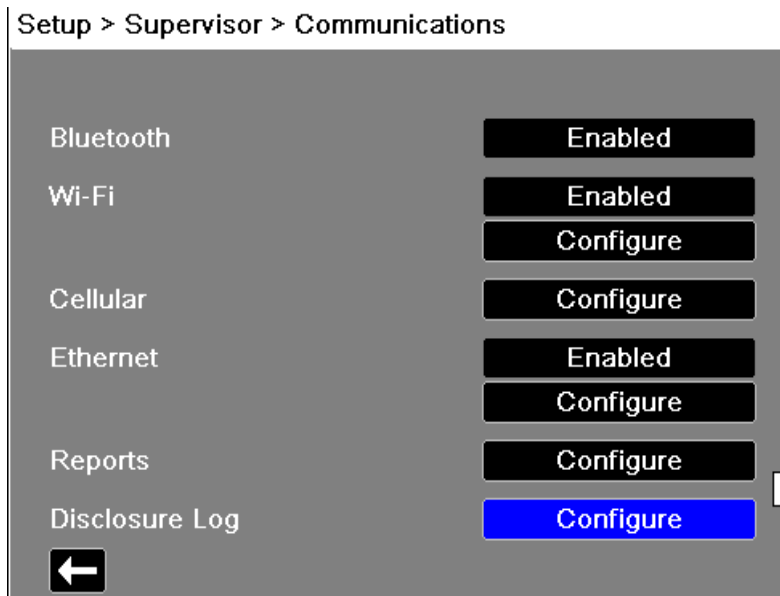 Setup > Supervisor > Communications
Bluetooth Enabled
Wi-Fi Enabled
Configure
Cellular Configure
Ethernet Enabled
Configure
Reports Configure
Disclosure Log Configure